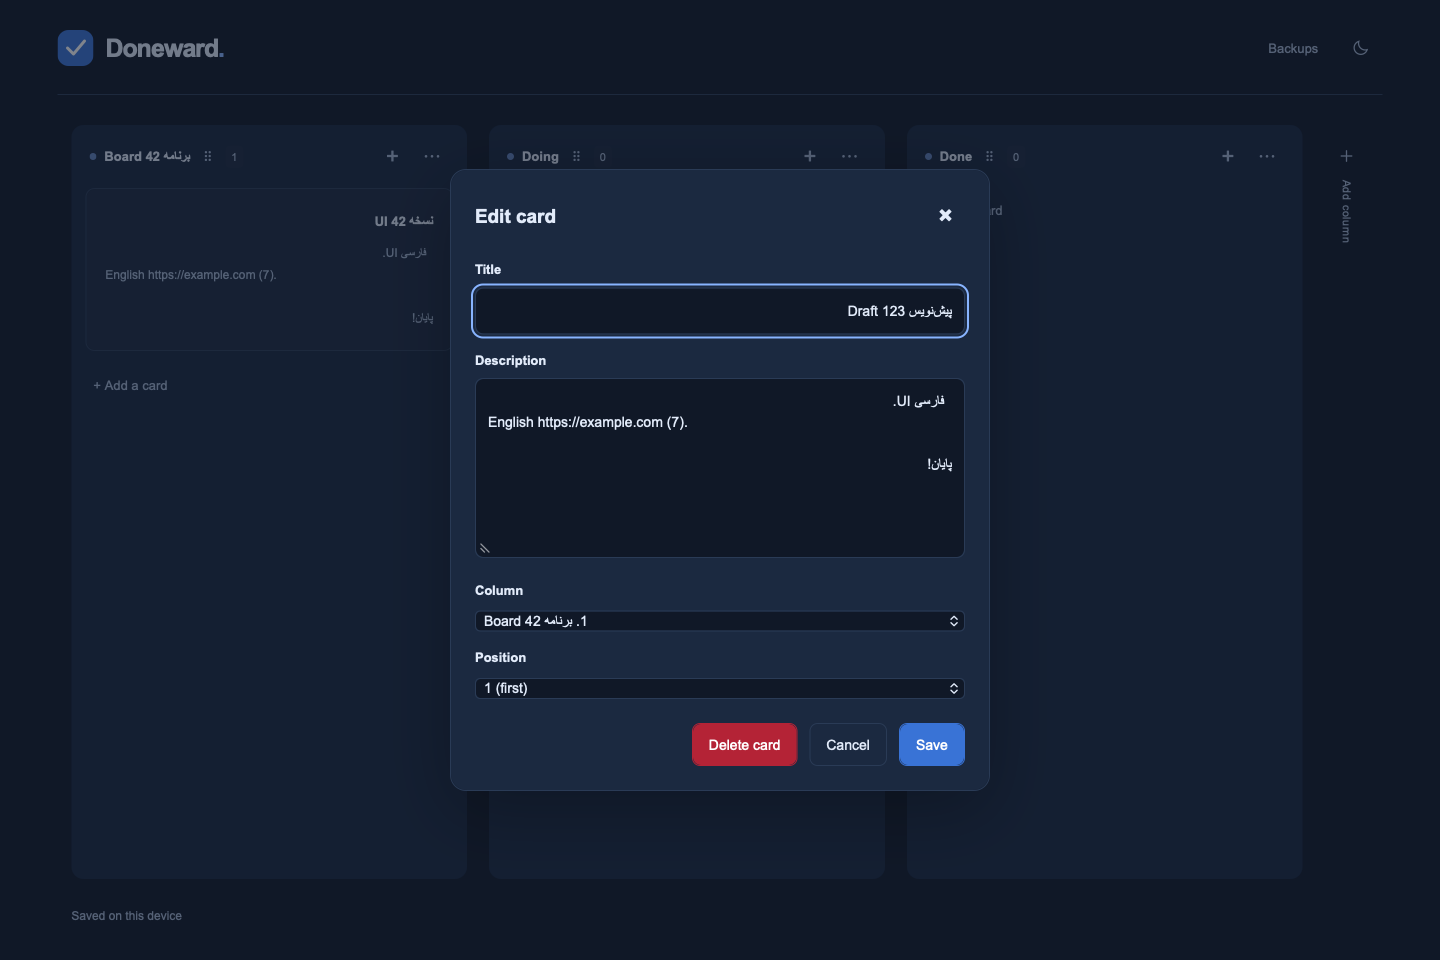 Doneward.
Backups
Board 42 برنامه
1
Doing
0
Done
0
Add column
نسخه 42 UI
فارسی UI.
English https://example.com (7).
پایان!
+ Add a card
Edit card
Title
پیش‌نویس Draft 123
Description
فارسی UI.
English https://example.com (7).
پایان!
Column
1. برنامه Board 42
Position
1 (first)
Delete card
Cancel
Save
Saved on this device